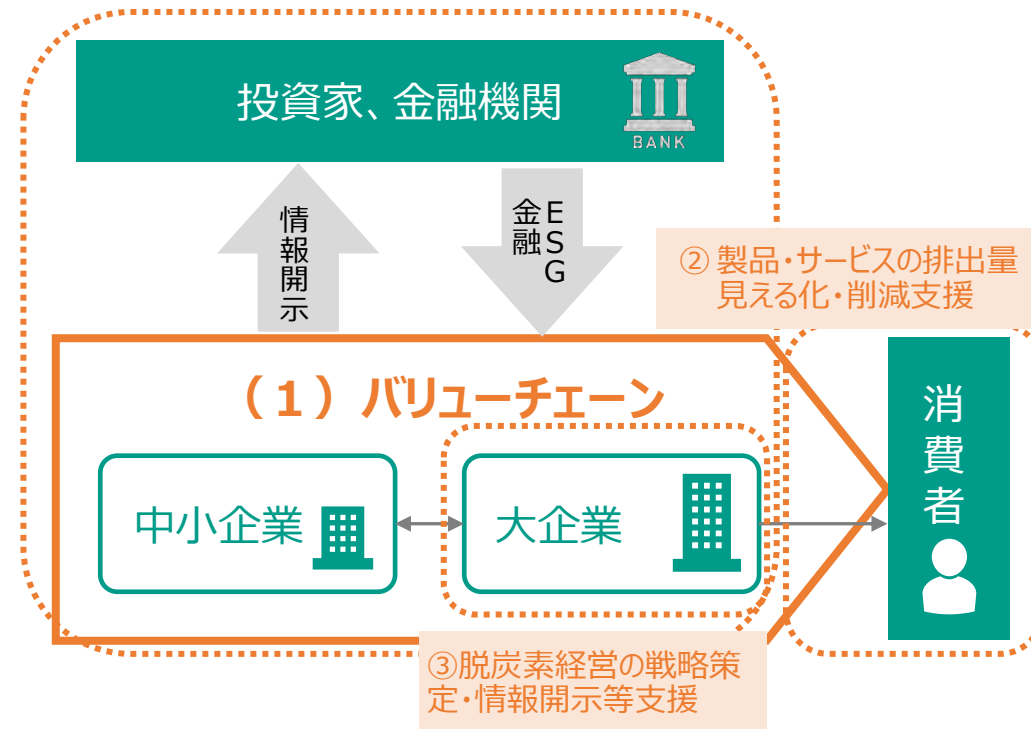 投資家、金融機関
BANK
情報開示
ESG
金融
② 製品・サービスの排出量
見える化・削減支援
（１）バリューチェーン
中小企業
大企業
消費者
③脱炭素経営の戦略策
定・情報開示等支援